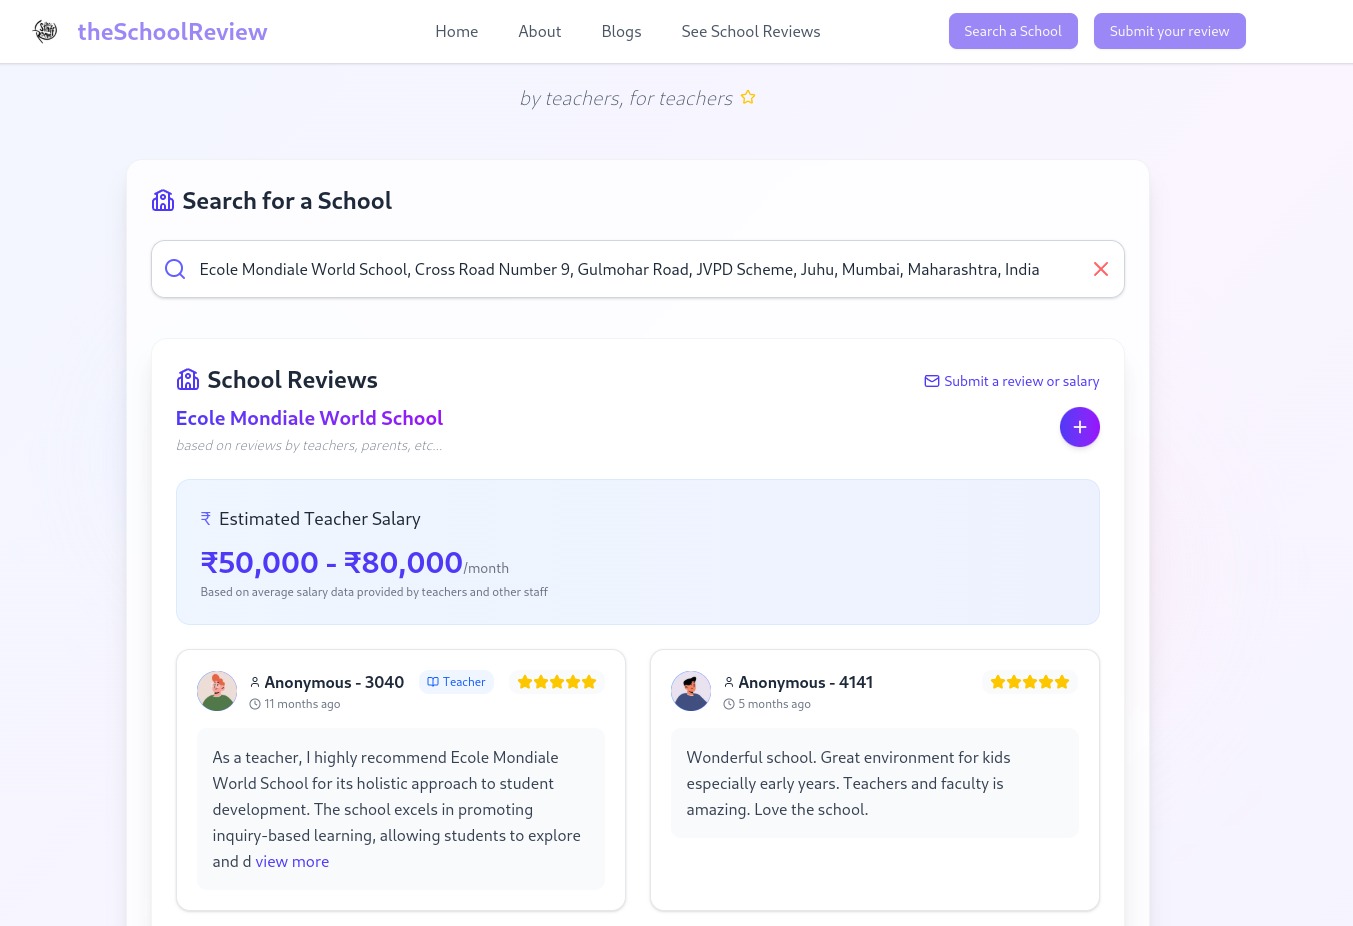 theSchoolReview
Home
About
Blogs
See School Reviews
Search a School
Submit your review
by teachers, for teachers
Search for a School
Ecole Mondiale World School, Cross Road Number 9, Gulmohar Road, JVPD Scheme, Juhu, Mumbai, Maharashtra, India
School Reviews
Submit a review or salary
Ecole Mondiale World School
based on reviews by teachers, parents, etc...
₹ Estimated Teacher Salary
₹50,000 - ₹80,000/month
Based on average salary data provided by teachers and other staff
Anonymous - 3040
Teacher
11 months ago
As a teacher, I highly recommend Ecole Mondiale
World School for its holistic approach to student
development. The school excels in promoting
inquiry-based learning, allowing students to explore
and d view more
Anonymous - 4141
5 months ago
Wonderful school. Great environment for kids
especially early years. Teachers and faculty is
amazing. Love the school.